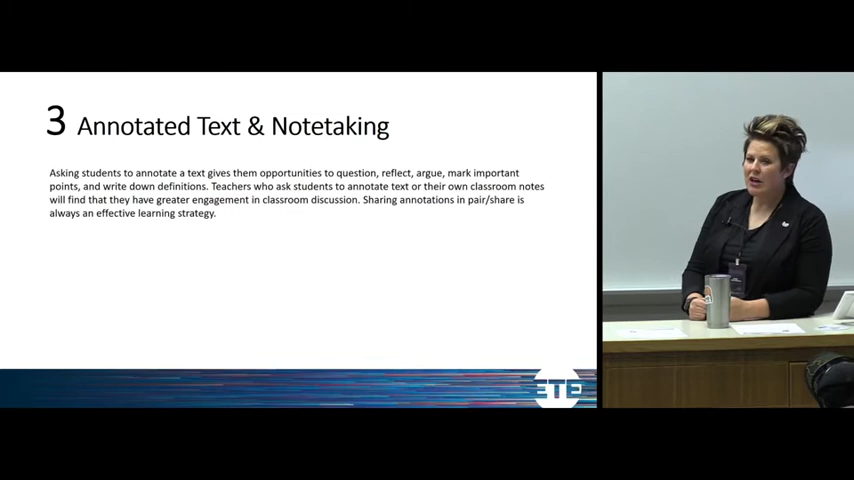 3 Annotated Text & Notetaking
Asking students to annotate a text gives them opportunities to question, reflect, argue, mark important
points, and write down definitions. Teachers who ask students to annotate text or their own classroom notes
will find that they have greater engagement in classroom discussion. Sharing annotations in pair/share is
always an effective learning strategy.
ETE